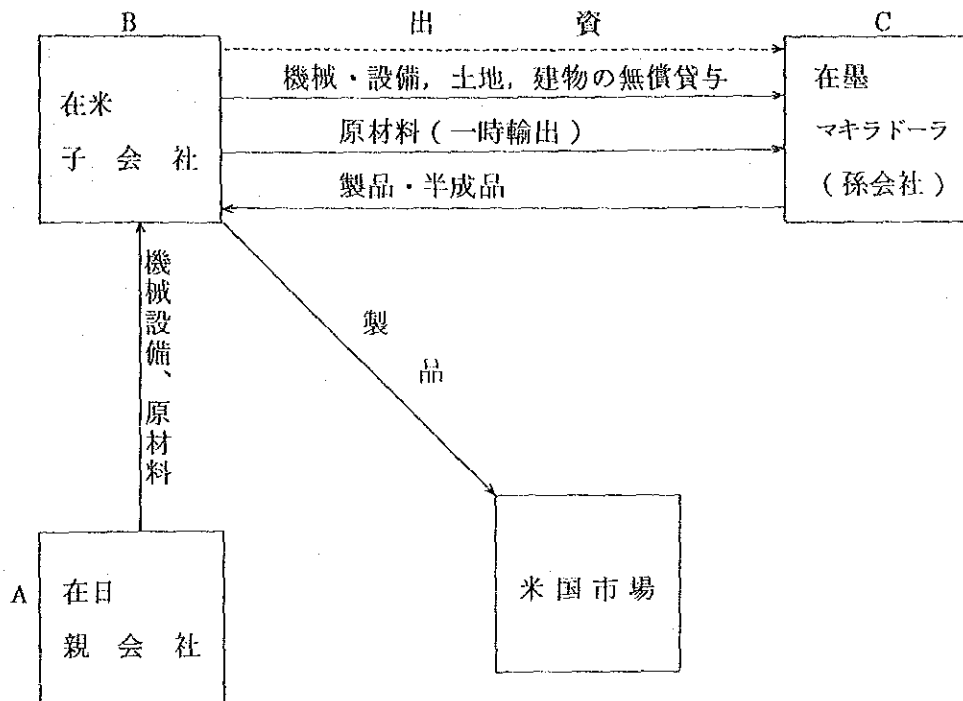 B
出資
C
在米
子会社
機械・設備,土地,建物の無償貸与
原材料(一時輸出)
製品・半成品
在墨
マキラドーラ
(孫会社)
機械設備、原材料
製品
A
在日
親会社
米国市場